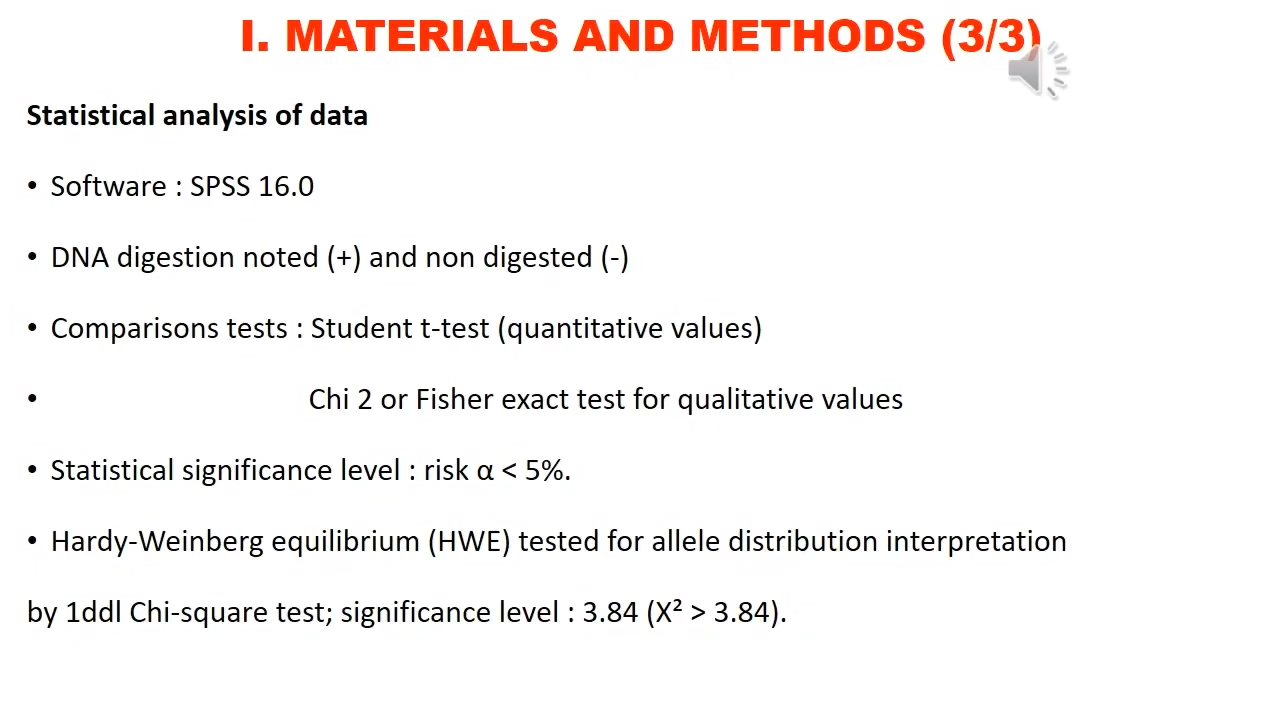 I. MATERIALS AND METHODS (3/3)
Statistical analysis of data
• Software : SPSS 16.0
• DNA digestion noted (+) and non digested (-)
• Comparisons tests : Student t-test (quantitative values)
• Chi 2 or Fisher exact test for qualitative values
• Statistical significance level : risk α < 5%.
• Hardy-Weinberg equilibrium (HWE) tested for allele distribution interpretation
by 1ddl Chi-square test; significance level : 3.84 (X² > 3.84).